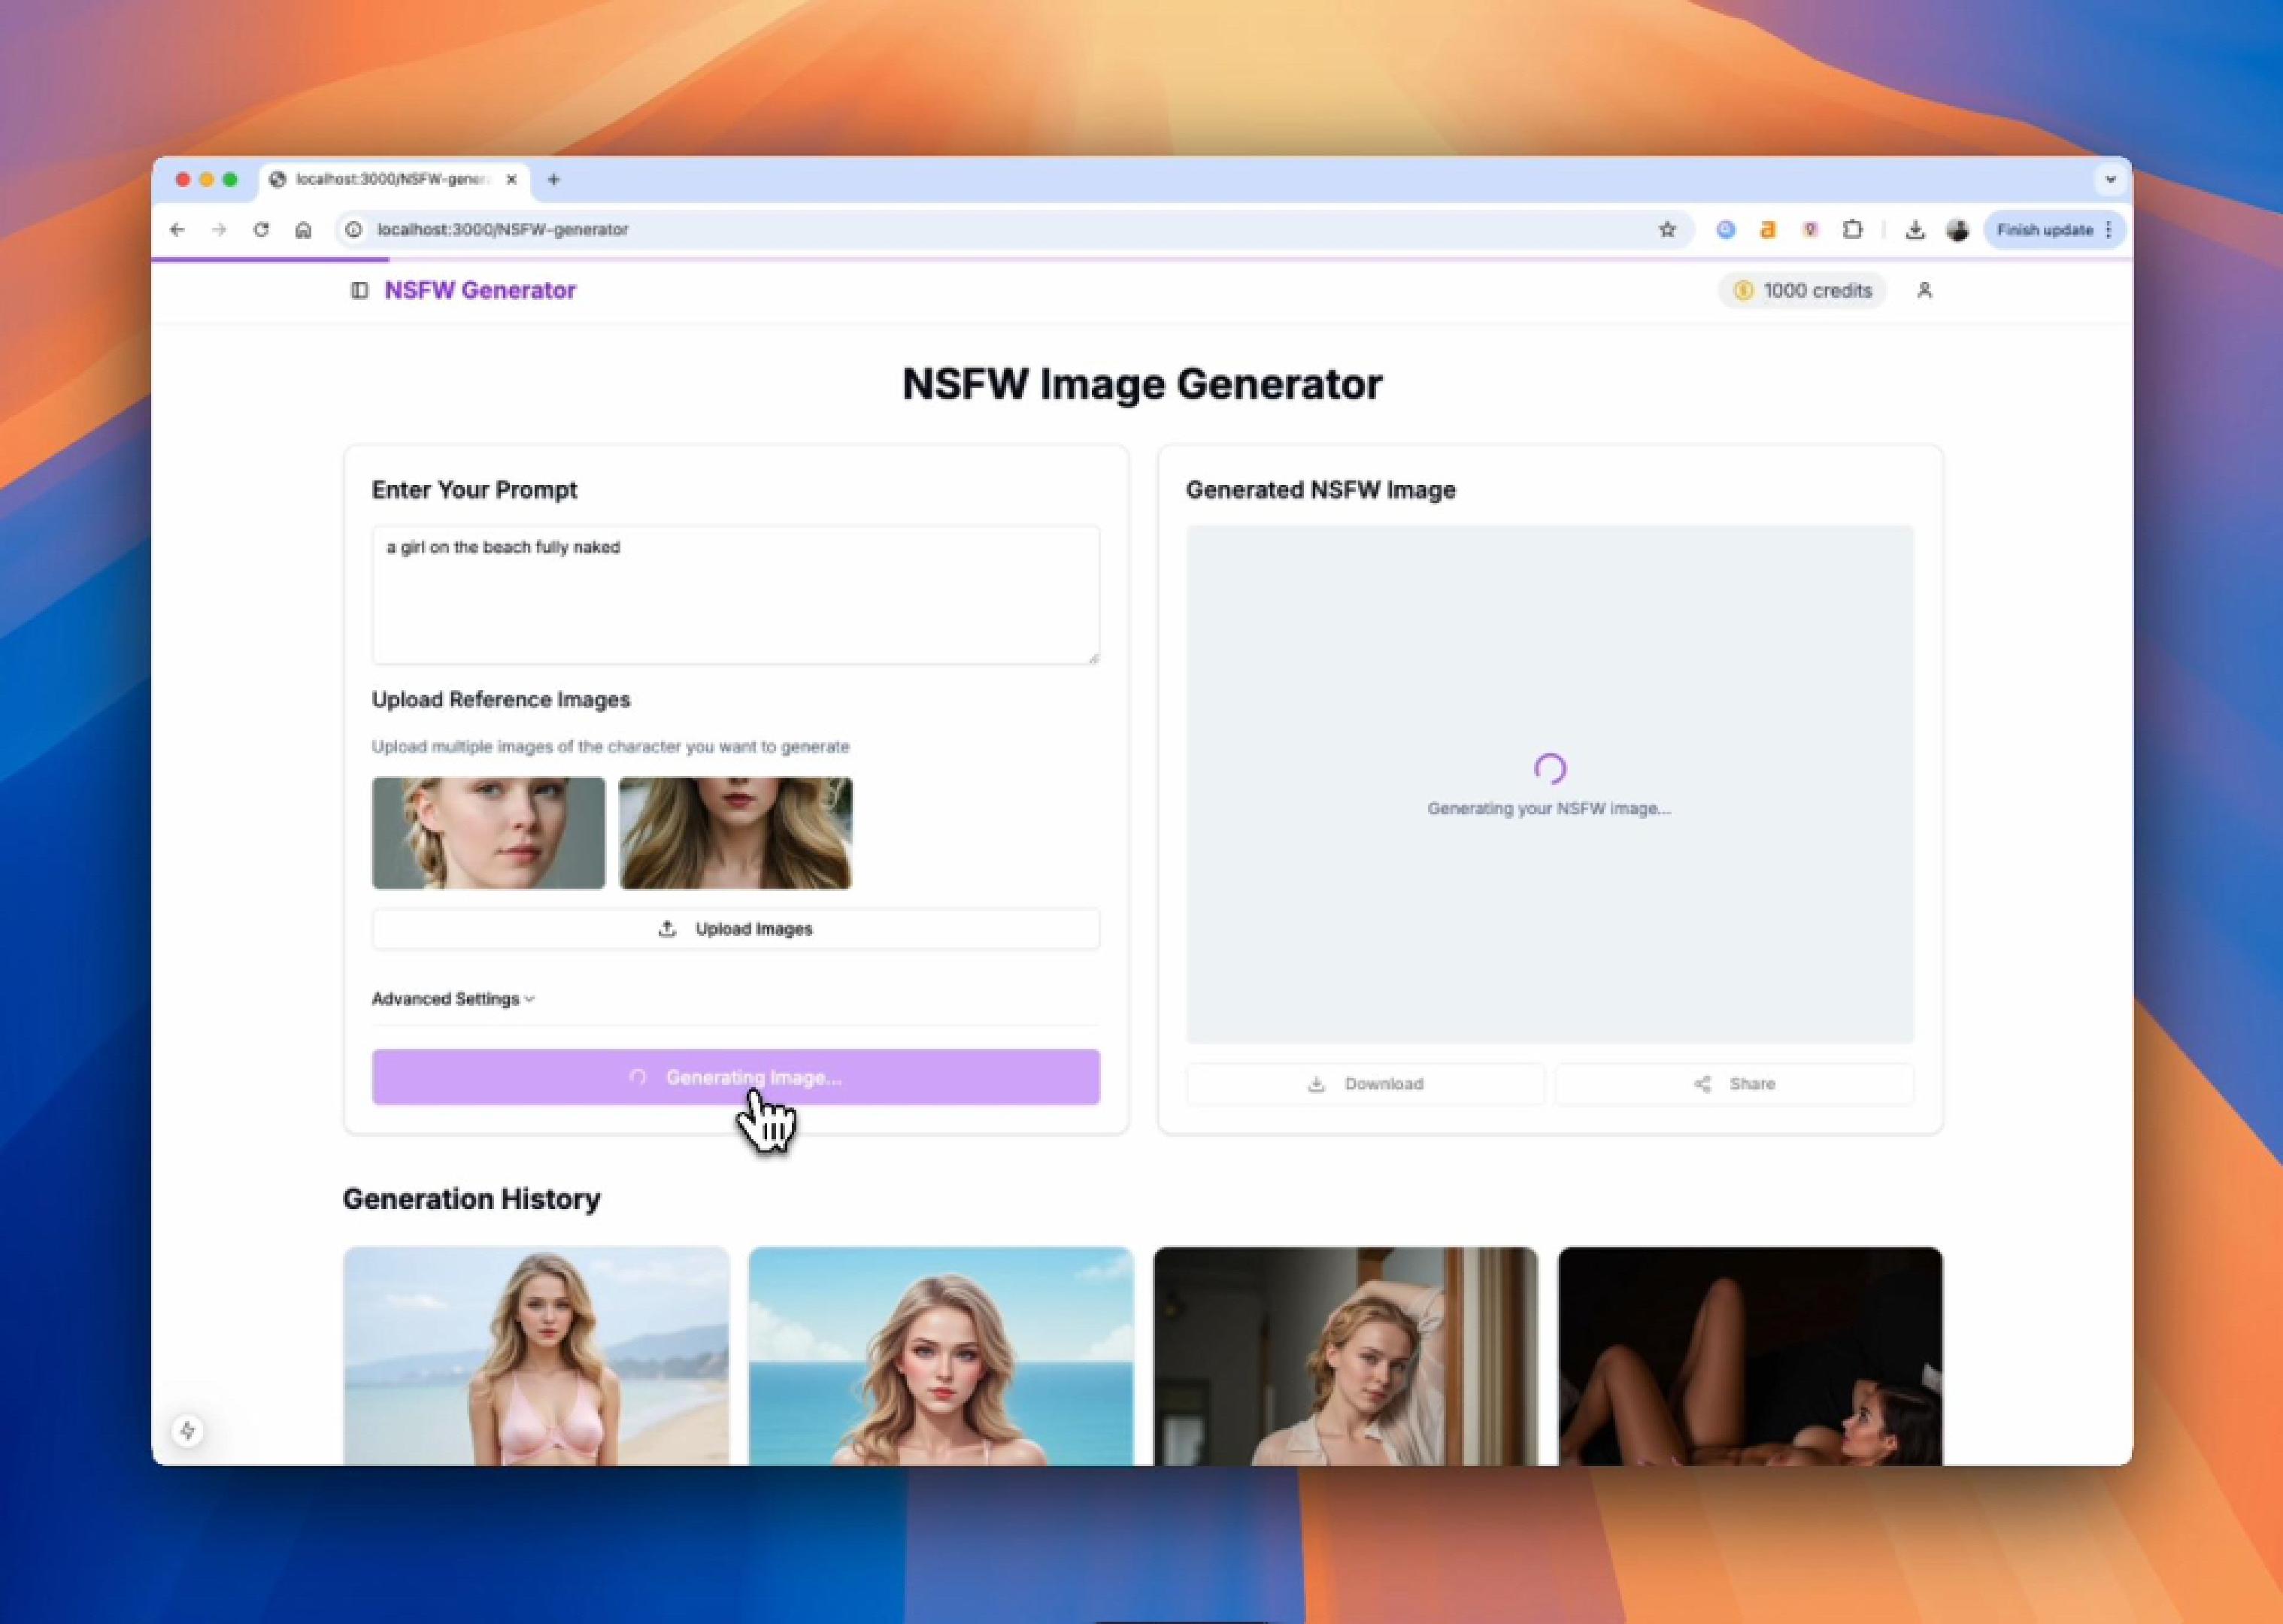 localhost:3000/NSFW-gener
localhost:3000/NSFW-generator
Finish update
NSFW Generator
1000 credits
NSFW Image Generator
Enter Your Prompt
a girl on the beach fully naked
Upload Reference Images
Upload multiple images of the character you want to generate
Upload Images
Advanced Settings
Generating Image...
Generated NSFW Image
Generating your NSFW image...
Download
Share
Generation History